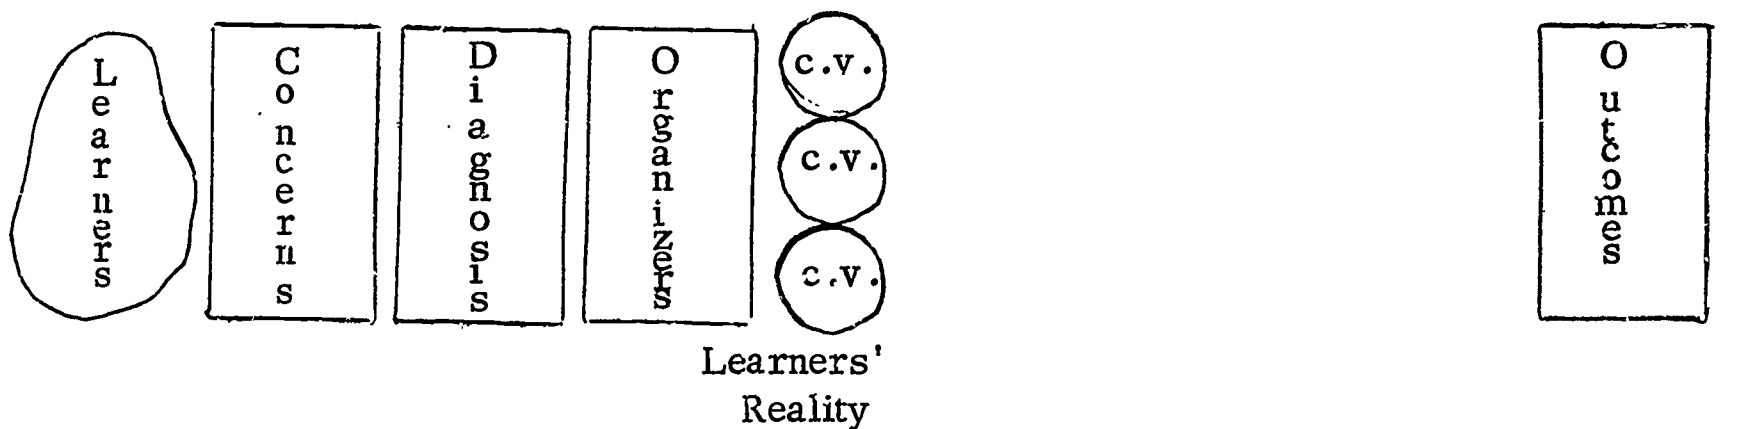 Learners
Concerns
Diagnosis
Organizers
c.v.
c.v.
c.v.
Outcomes
Learners'
Reality